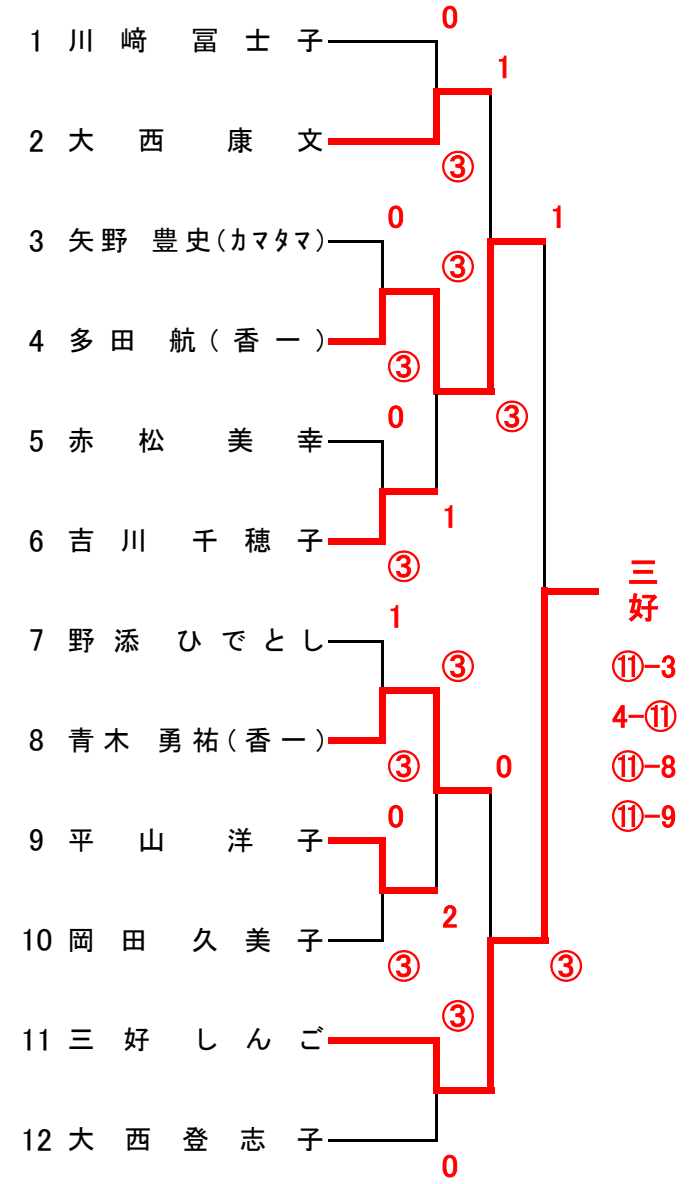 0
1 川﨑 冨士子
1
2 大西 康文
③
0
3 矢野 豊史(カマタマ)
1
③
4 多田 航(香一)
③
0
③
5 赤松 美幸
1
6 吉川 千穂子
③
三好
1
7 野添 ひでとし
③
⑪-3
4-⑪
8 青木 勇祐(香一)
③
0
⑪-8
0
⑪-9
9 平山 洋子
2
10 岡田 久美子
③
③
③
11 三好 しんご
12 大西 登志子
0